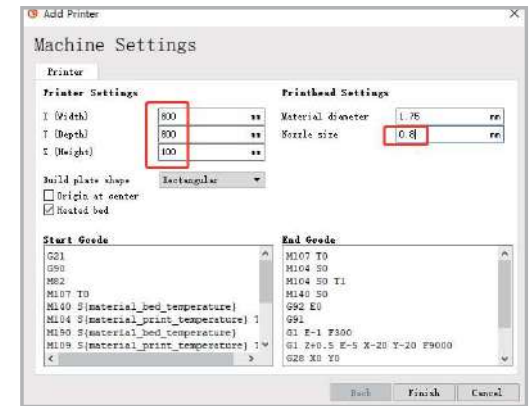 Add Printer
Machine Settings
Printer
Printer Settings
X (Width) 800 mm
Y (Depth) 800 mm
Z (Height) 100 mm
Build plate shape Rectangular
Origin at center
Heated bed
Printhead Settings
Material diameter 1.75 mm
Nozzle size 0.8 mm
Start Gcode
G21
G90
M82
M107 T0
M140 S{material_bed_temperature}
M104 S{material_print_temperature} T
M190 S{material_bed_temperature}
M109 S{material_print_temperature} T
End Gcode
M107 T0
M104 S0
M104 S0 T1
M140 S0
G92 E0
G91
G1 E-1 F300
G1 Z+0.5 E-5 X-20 Y-20 F9000
G28 X0 Y0
Back Finish Cancel